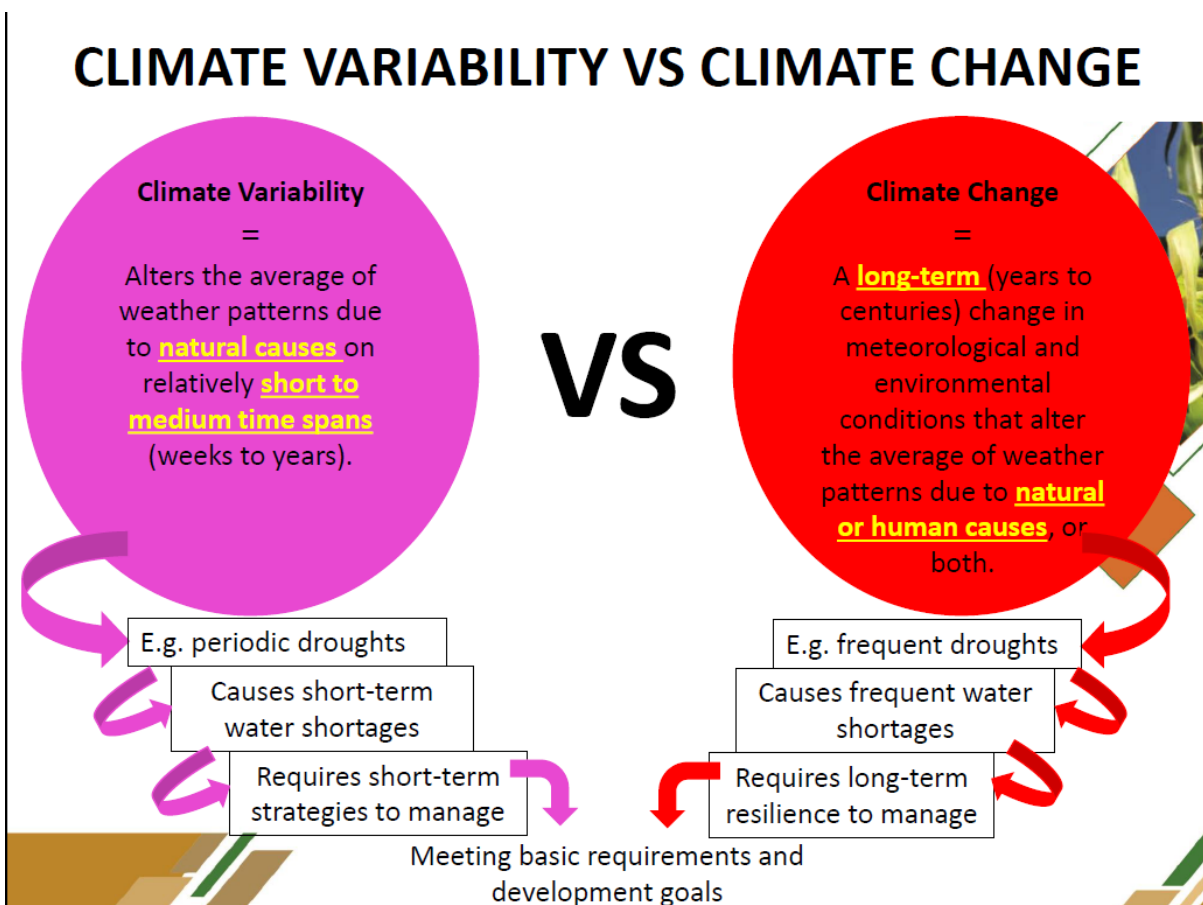 CLIMATE VARIABILITY VS CLIMATE CHANGE
Climate Variability
=
Alters the average of
weather patterns due
to natural causes on
relatively short to
medium time spans
(weeks to years).
VS
Climate Change
=
A long-term (years to
centuries) change in
meteorological and
environmental
conditions that alter
the average of weather
patterns due to natural
or human causes, or
both.
E.g. periodic droughts
Causes short-term
water shortages
Requires short-term
strategies to manage
E.g. frequent droughts
Causes frequent water
shortages
Requires long-term
resilience to manage
Meeting basic requirements and
development goals